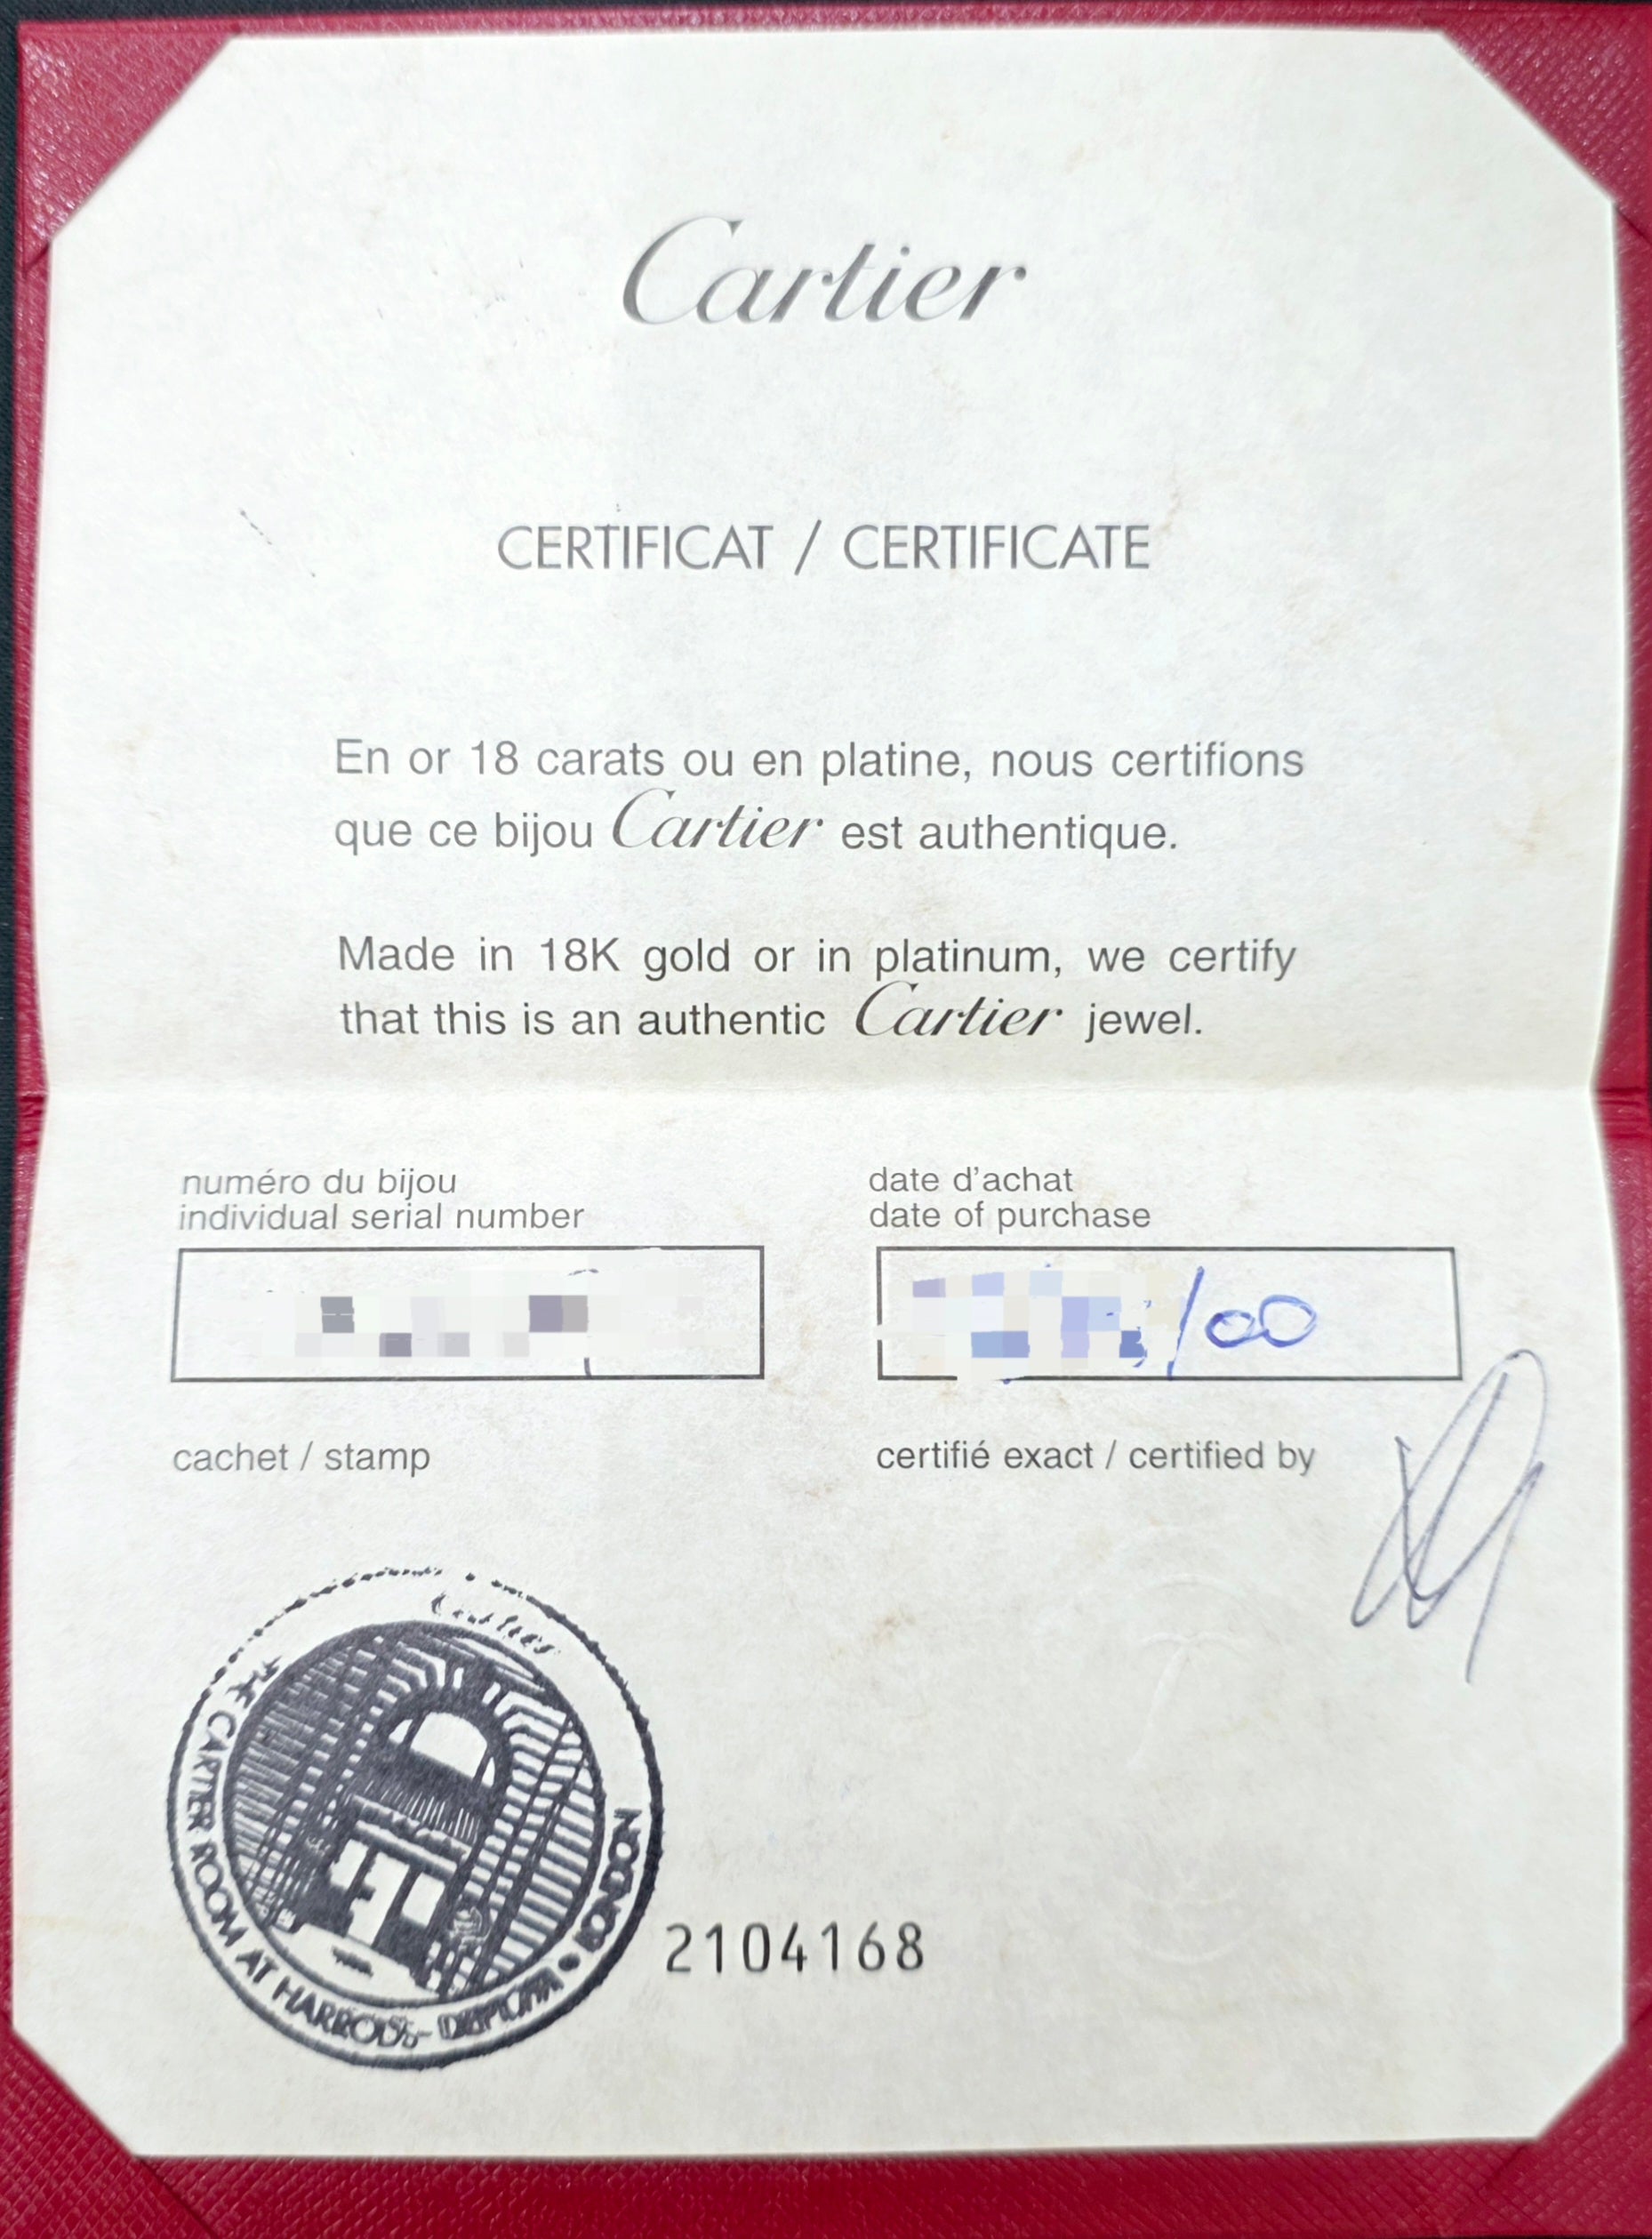 Cartier
CERTIFICAT / CERTIFICATE
En or 18 carats ou en platine, nous certifions
que ce bijou Cartier est authentique.
Made in 18K gold or in platinum, we certify
that this is an authentic Cartier jewel.
numéro du bijou
individual serial number
date d'achat
date of purchase
/00
cachet / stamp
certifié exact / certified by
Cartier
THE CARTIER ROOM AT HARRODS
LONDON
2104168